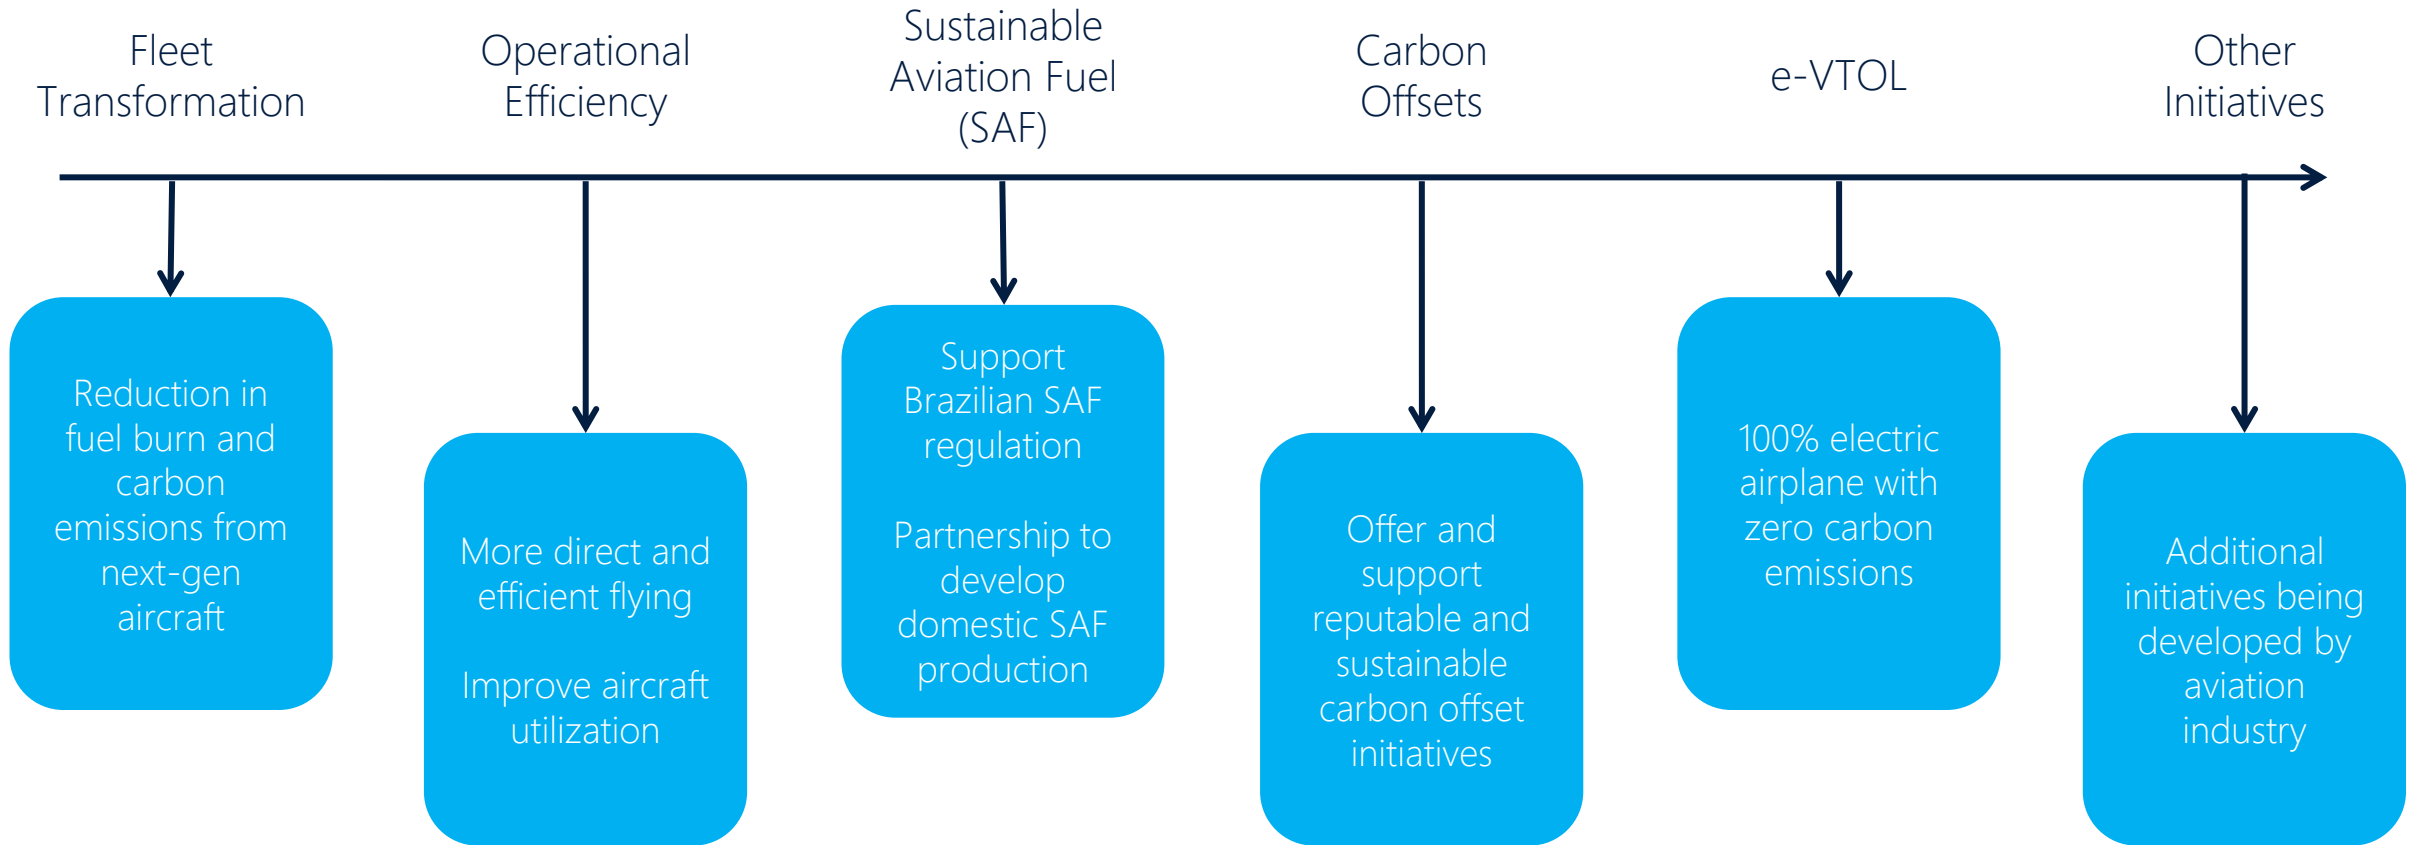 Fleet
Transformation
Operational
Efficiency
Sustainable
Aviation Fuel
(SAF)
Carbon
Offsets
e-VTOL
Other
Initiatives
Reduction in
fuel burn and
carbon
emissions from
next-gen
aircraft
More direct and
efficient flying
Improve aircraft
utilization
Support
Brazilian SAF
regulation
Partnership to
develop
domestic SAF
production
Offer and
support
reputable and
sustainable
carbon offset
initiatives
100% electric
airplane with
zero carbon
emissions
Additional
initiatives being
developed by
aviation
industry